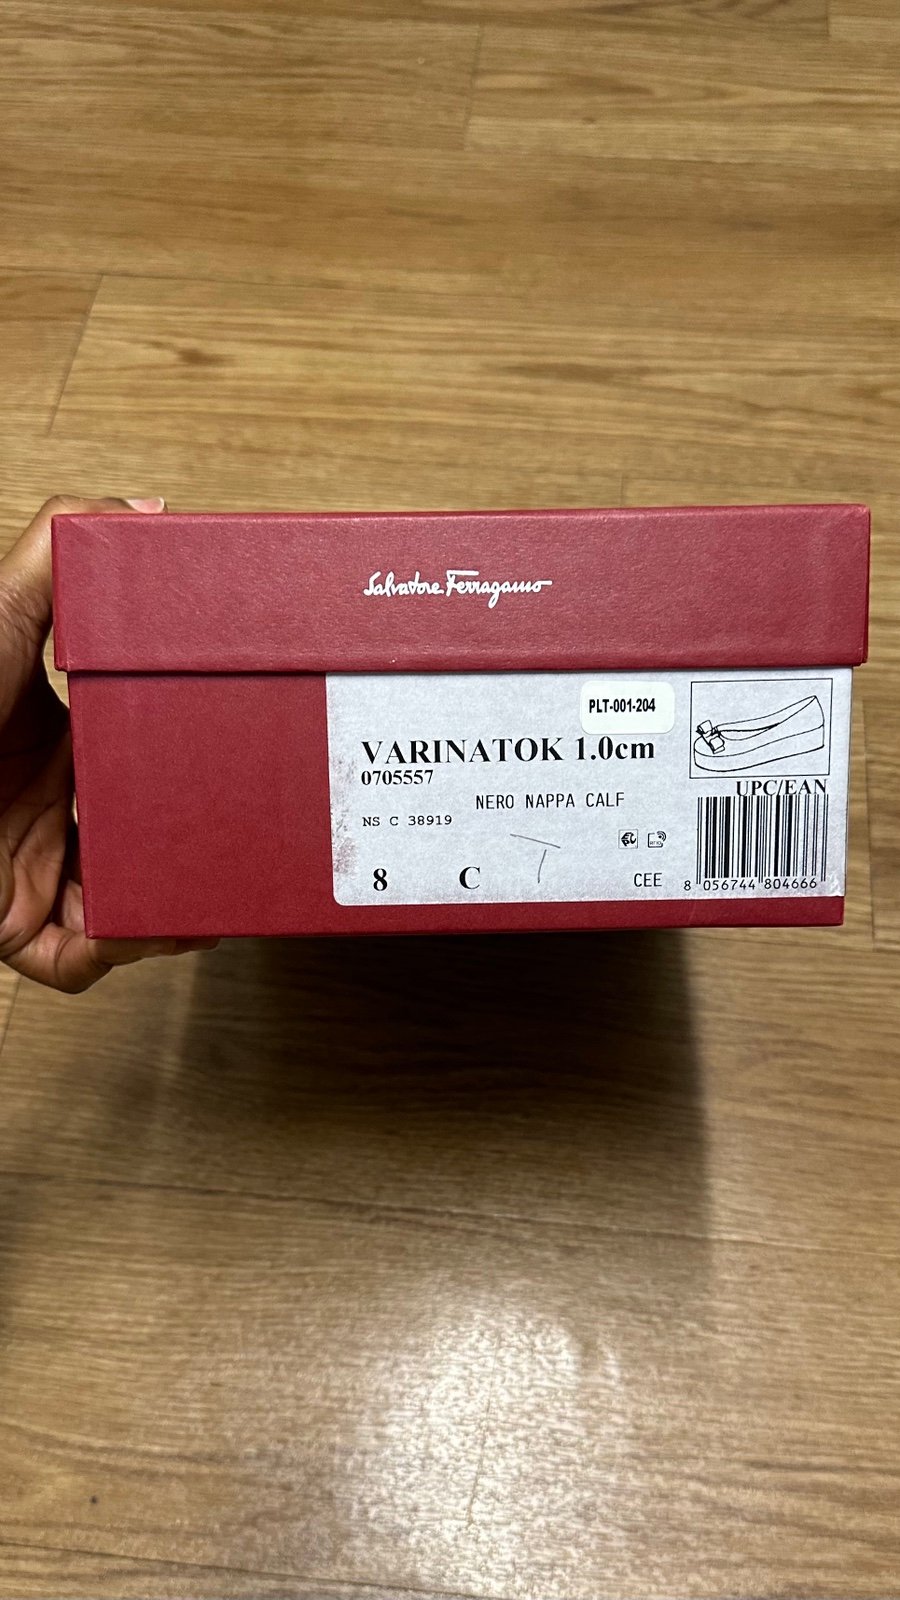 Salvatore Ferragamo
PLT-001-204
VARINATOK 1.0cm
0705557
UPC/EAN
NERO NAPPA CALF
NS C 38919
T
8 C CEE
8 056744 804666